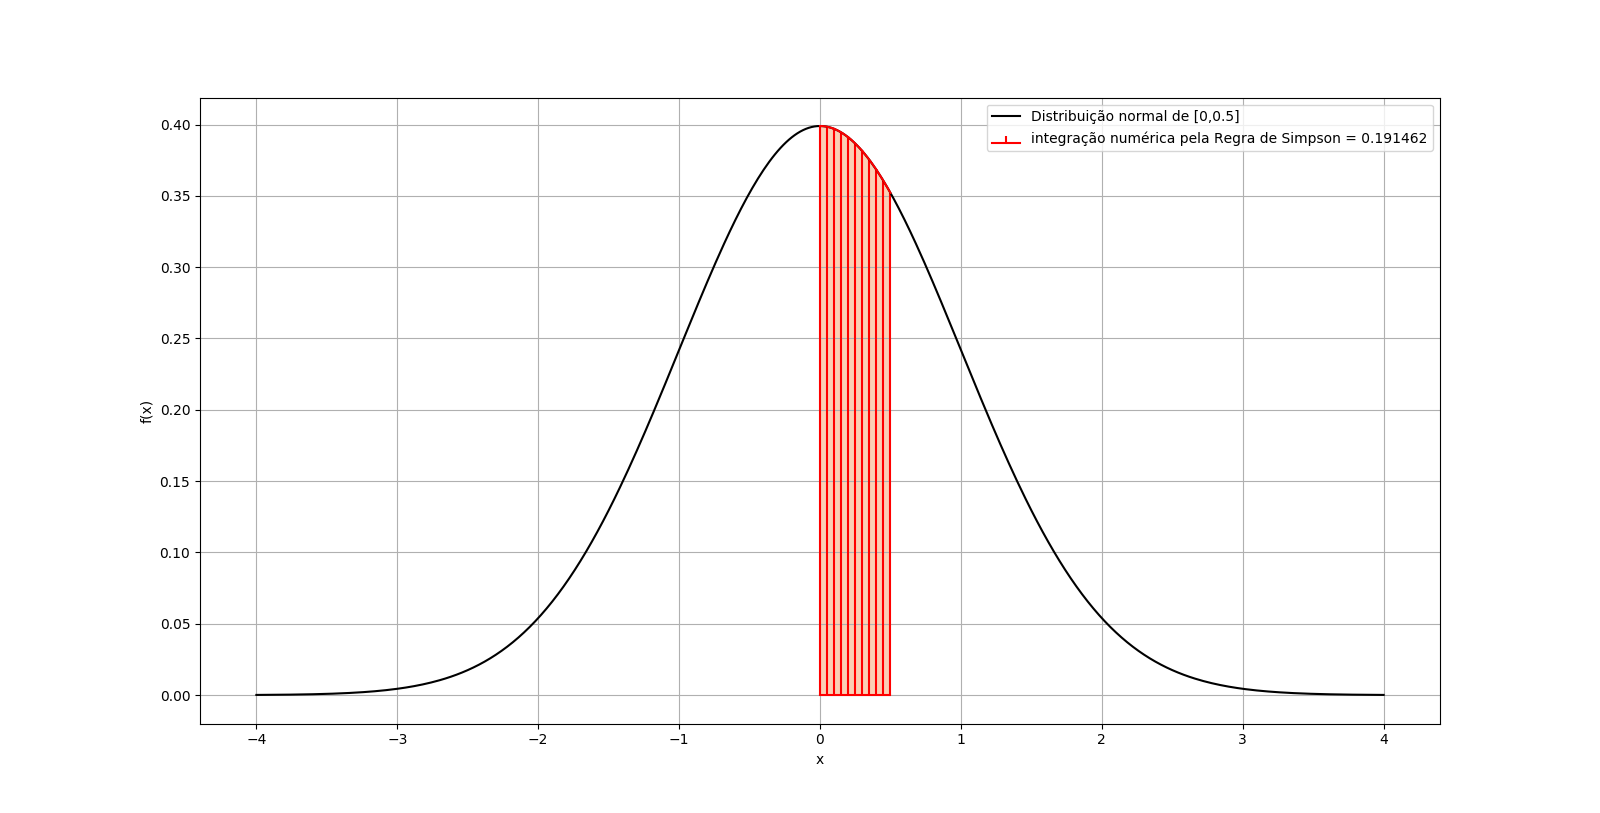 Distribuição normal de [0,0.5]
integração numérica pela Regra de Simpson = 0.191462
0.40
0.35
0.30
0.25
0.20
0.15
0.10
0.05
0.00
f(x)
−4 −3 −2 −1 0 1 2 3 4
x